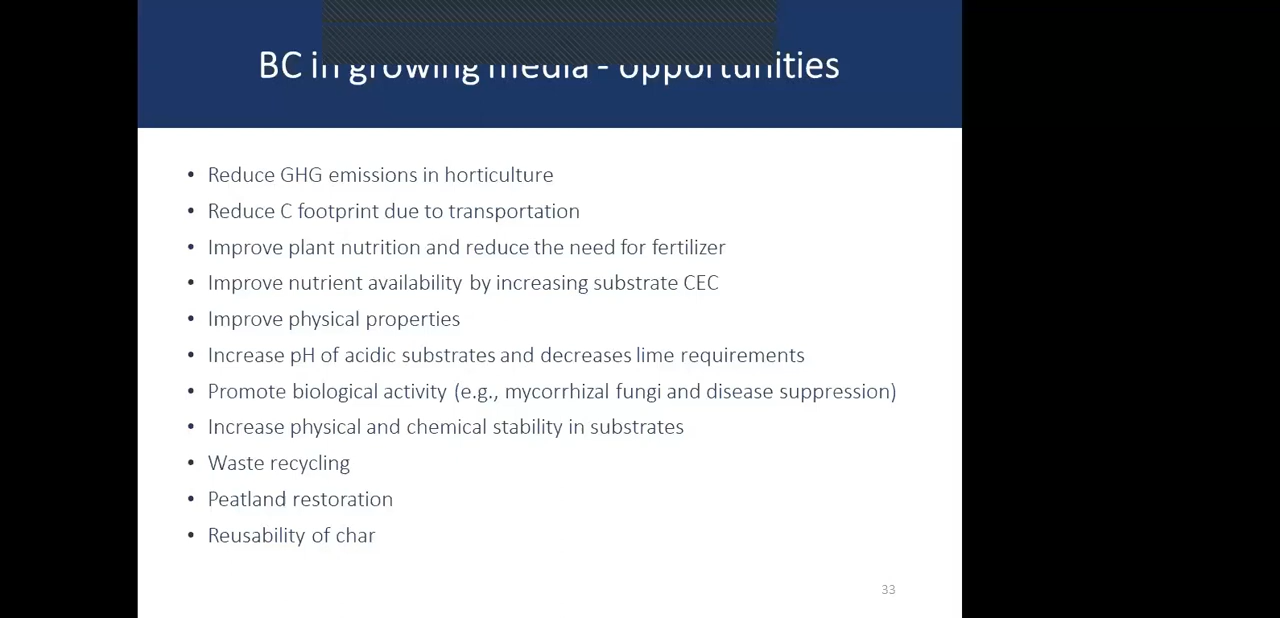 BC in growing media - opportunities
• Reduce GHG emissions in horticulture
• Reduce C footprint due to transportation
• Improve plant nutrition and reduce the need for fertilizer
• Improve nutrient availability by increasing substrate CEC
• Improve physical properties
• Increase pH of acidic substrates and decreases lime requirements
• Promote biological activity (e.g., mycorrhizal fungi and disease suppression)
• Increase physical and chemical stability in substrates
• Waste recycling
• Peatland restoration
• Reusability of char
33